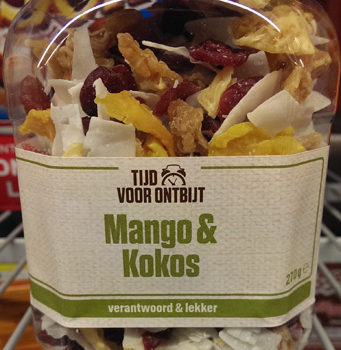 TIJD
VOOR ONTBIJT
Mango &
Kokos
270g
verantwoord & lekker